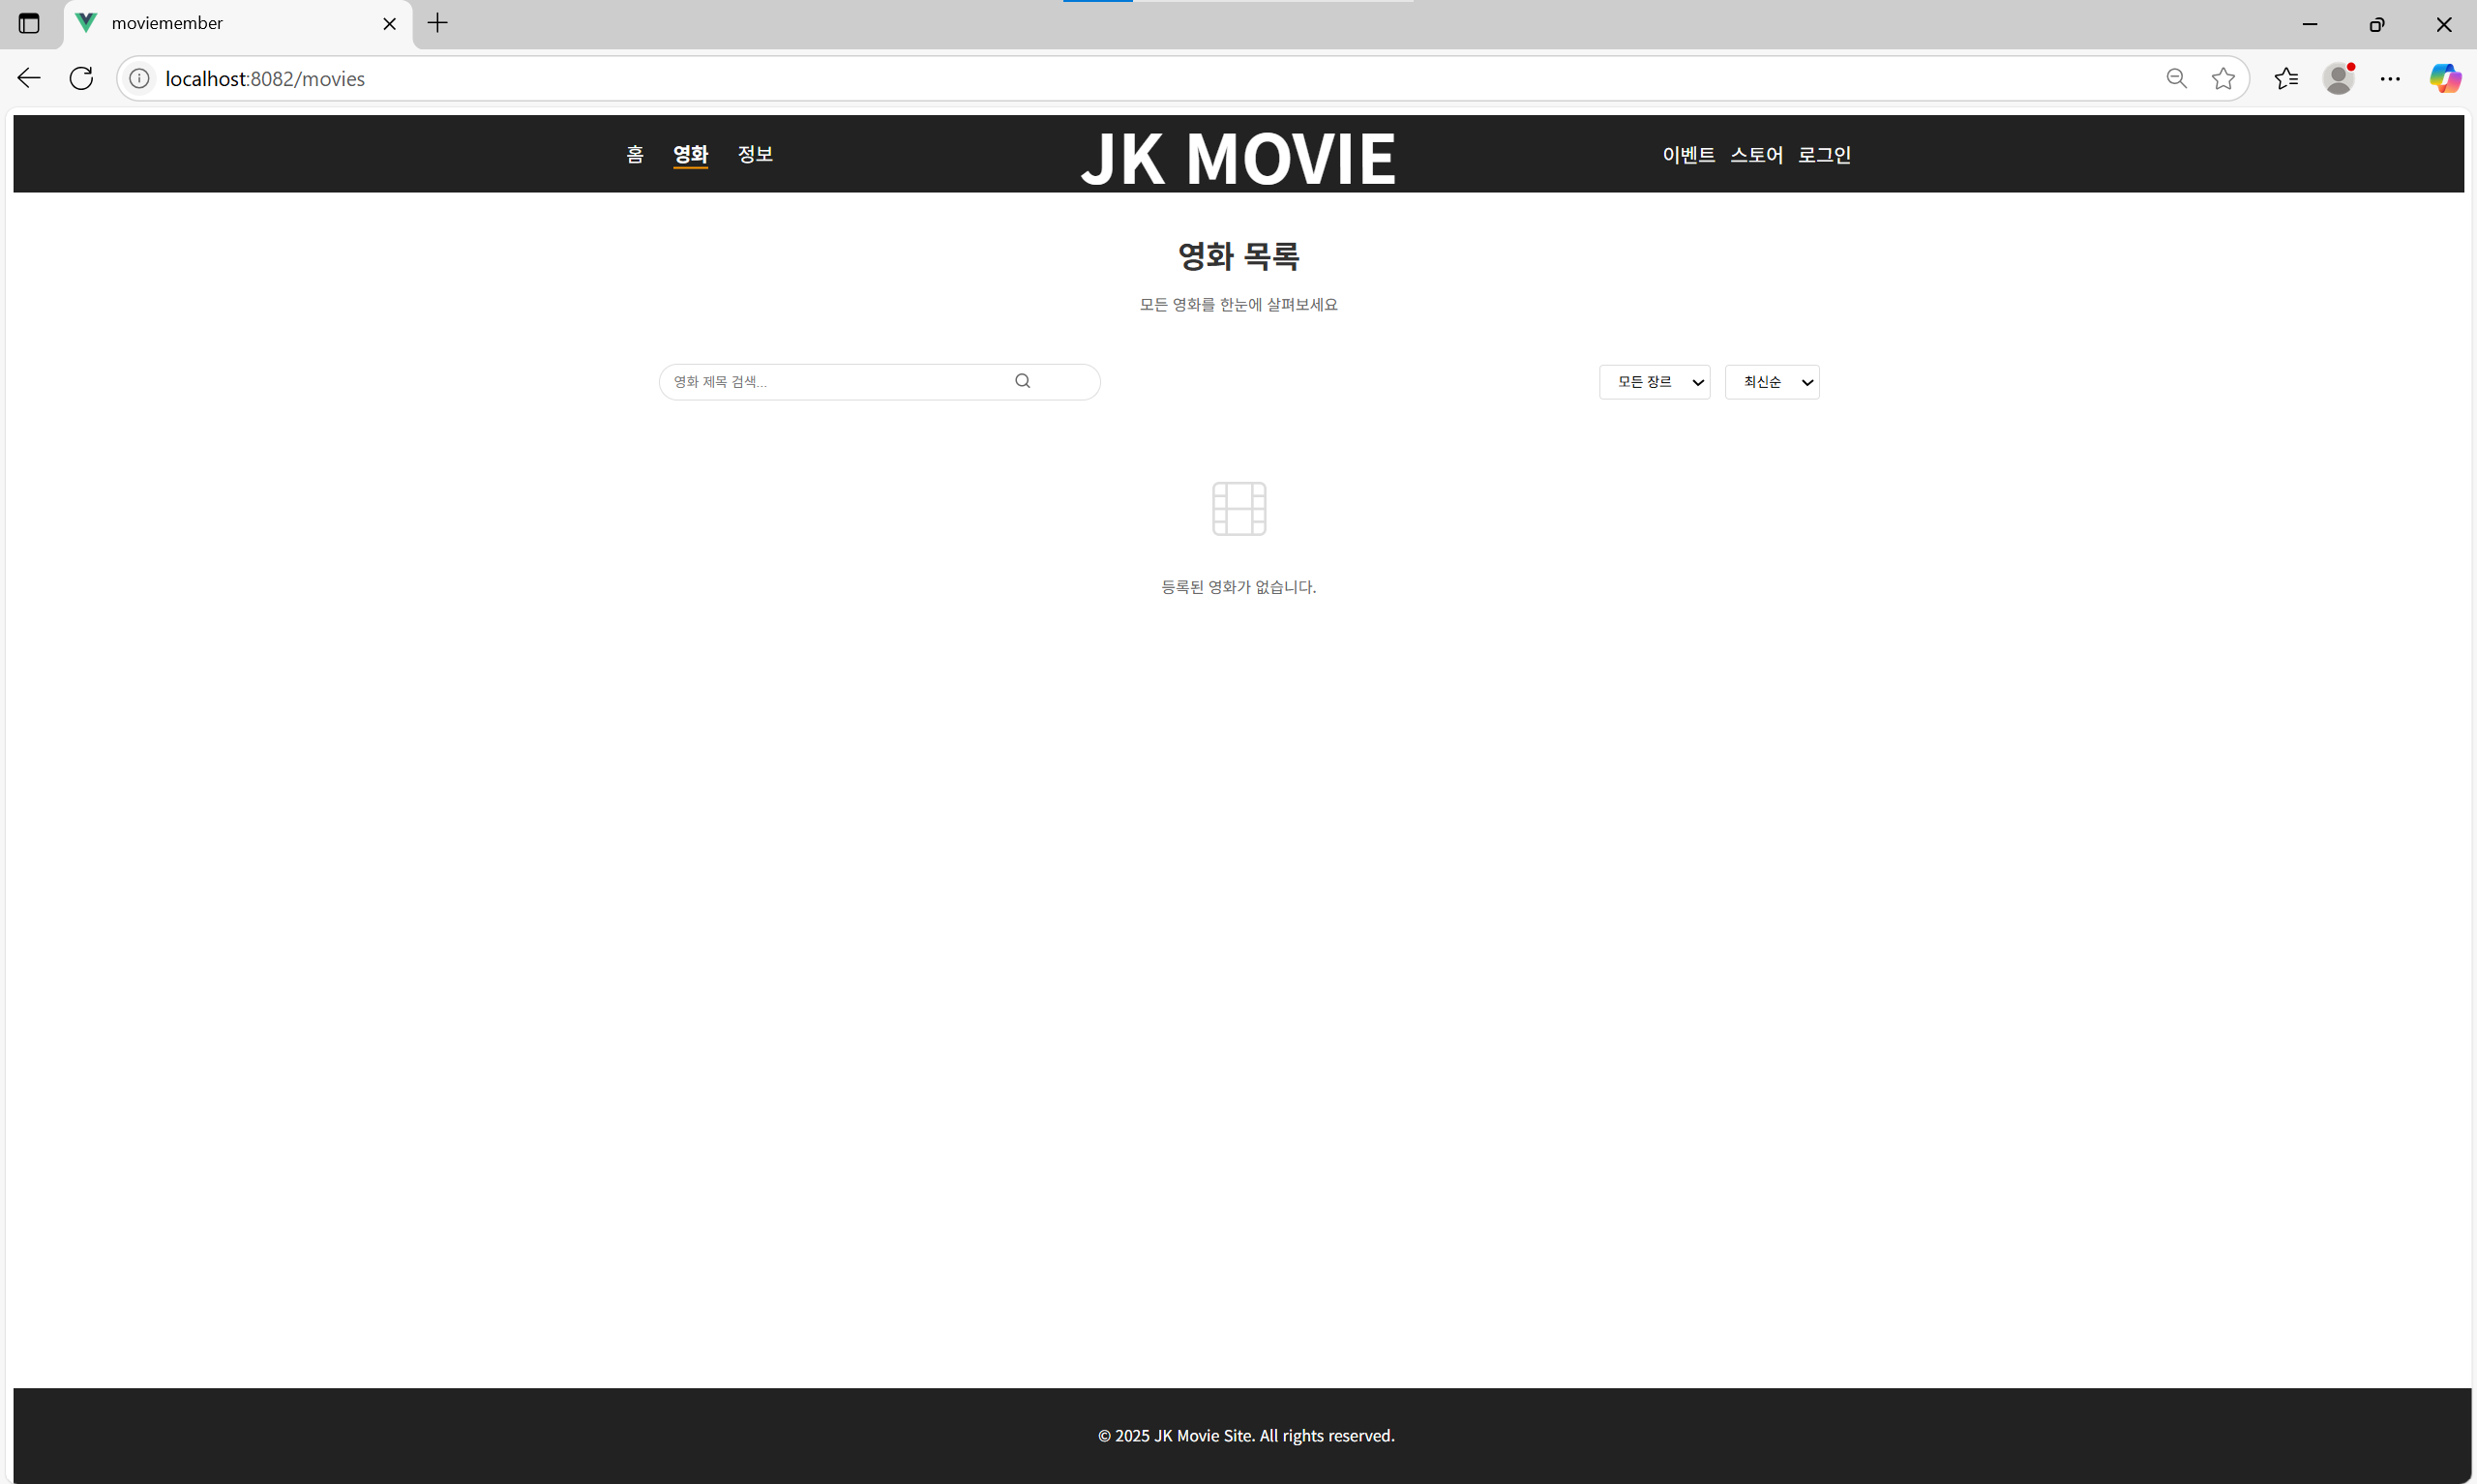 moviemember
localhost:8082/movies
홈 영화 정보
JK MOVIE
이벤트 스토어 로그인
영화 목록
모든 영화를 한눈에 살펴보세요
영화 제목 검색...
모든 장르
최신순
등록된 영화가 없습니다.
© 2025 JK Movie Site. All rights reserved.